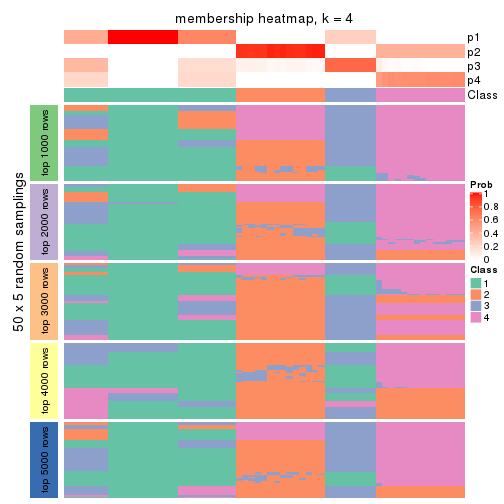 membership heatmap, k = 4
p1
p2
p3
p4
Class
50 x 5 random samplings
top 1000 rows
top 2000 rows
top 3000 rows
top 4000 rows
top 5000 rows
Prob
1
0.8
0.6
0.4
0.2
0
Class
1
2
3
4